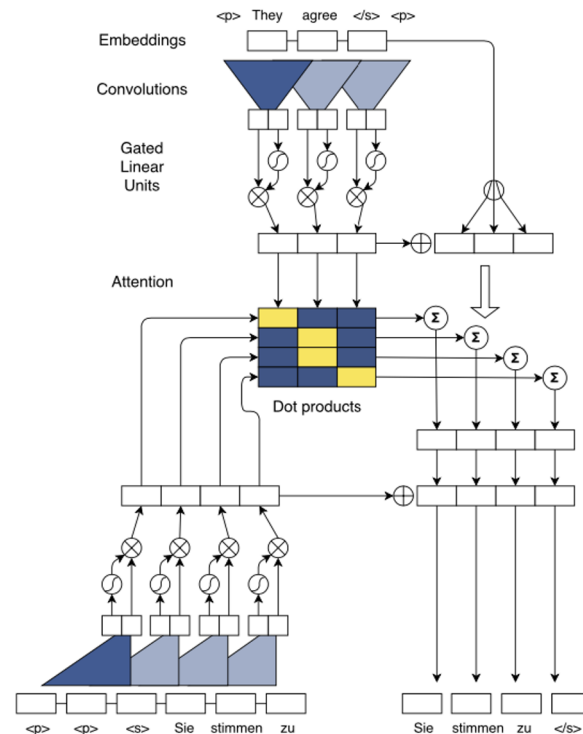 <p> They agree </s> <p>
Embeddings
Convolutions
Gated
Linear
Units
Attention
Σ
Σ
Σ
Σ
Dot products
<p> <p> <s> Sie stimmen zu
Sie stimmen zu </s>